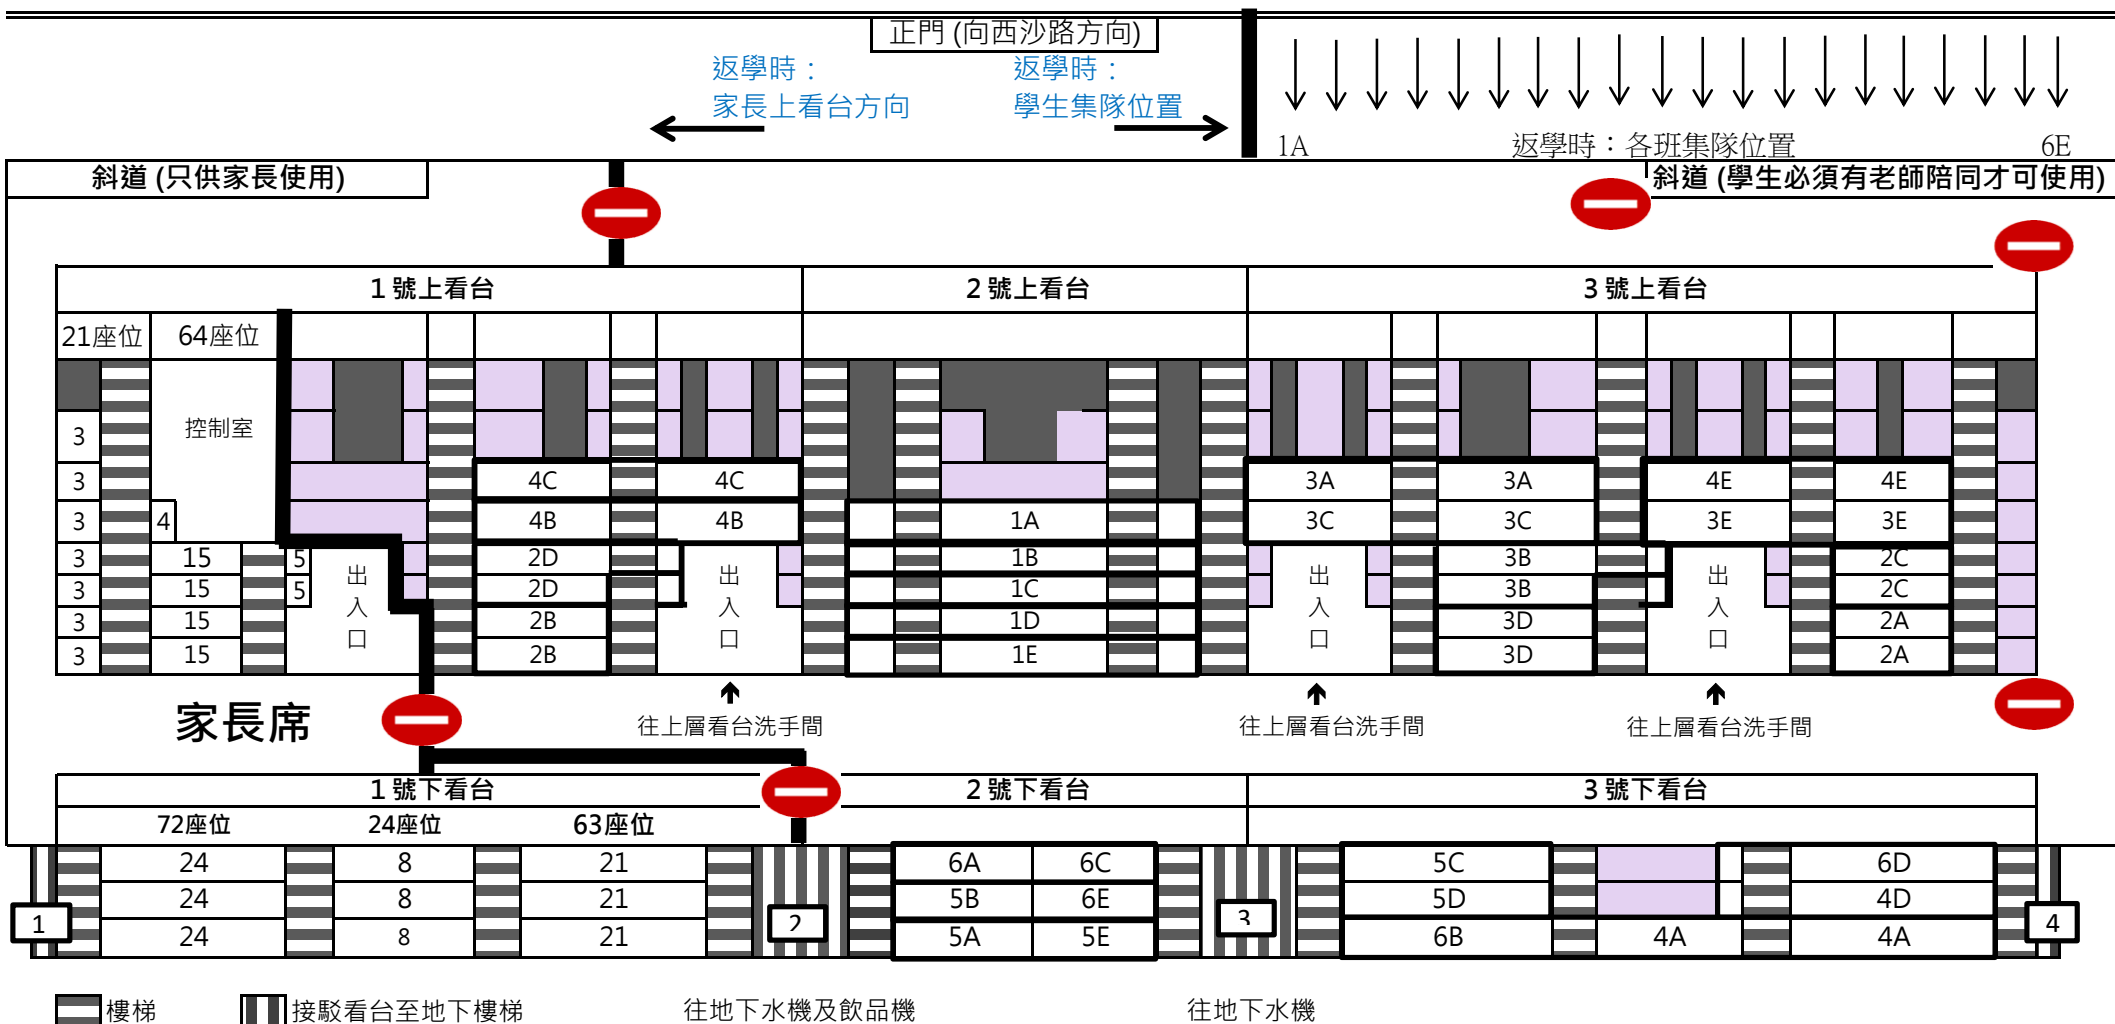 正門 (向西沙路方向)
返學時：
家長上看台方向
返學時：
學生集隊位置
1A
返學時：各班集隊位置
6E
斜道 (只供家長使用)
斜道 (學生必須有老師陪同才可使用)
1 號上看台
2 號上看台
3 號上看台
21座位
64座位
控制室
3
3
4C
4C
3A
3A
4E
4E
3
4
4B
4B
1A
3C
3C
3E
3E
3
15
5
2D
1B
3B
2C
3
15
5
2D
1C
3B
2C
3
15
2B
1D
3D
2A
3
15
2B
1E
3D
2A
出入口
出入口
出入口
出入口
家長席
往上層看台洗手間
往上層看台洗手間
往上層看台洗手間
1 號下看台
2 號下看台
3 號下看台
72座位
24座位
63座位
24
8
21
6A
6C
5C
6D
24
8
21
5B
6E
5D
4D
24
8
21
5A
5E
6B
4A
4A
1
2
3
4
樓梯
接駁看台至地下樓梯
往地下水機及飲品機
往地下水機